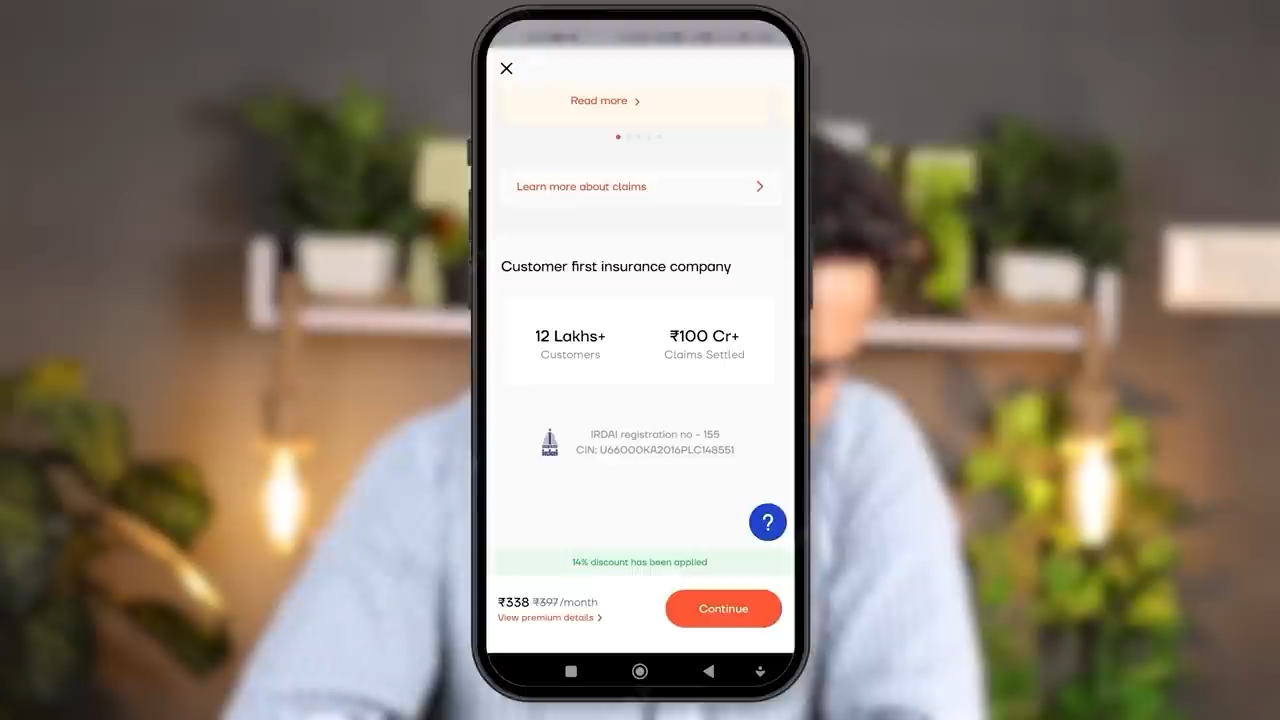 Read more
Learn more about claims
Customer first insurance company
12 Lakhs+ ₹100 Cr+
Customers Claims Settled
IRDAI registration no - 155
CIN: U66000KA2016PLC148551
irdai
?
14% discount has been applied
₹338 ₹397/month
View premium details
Continue